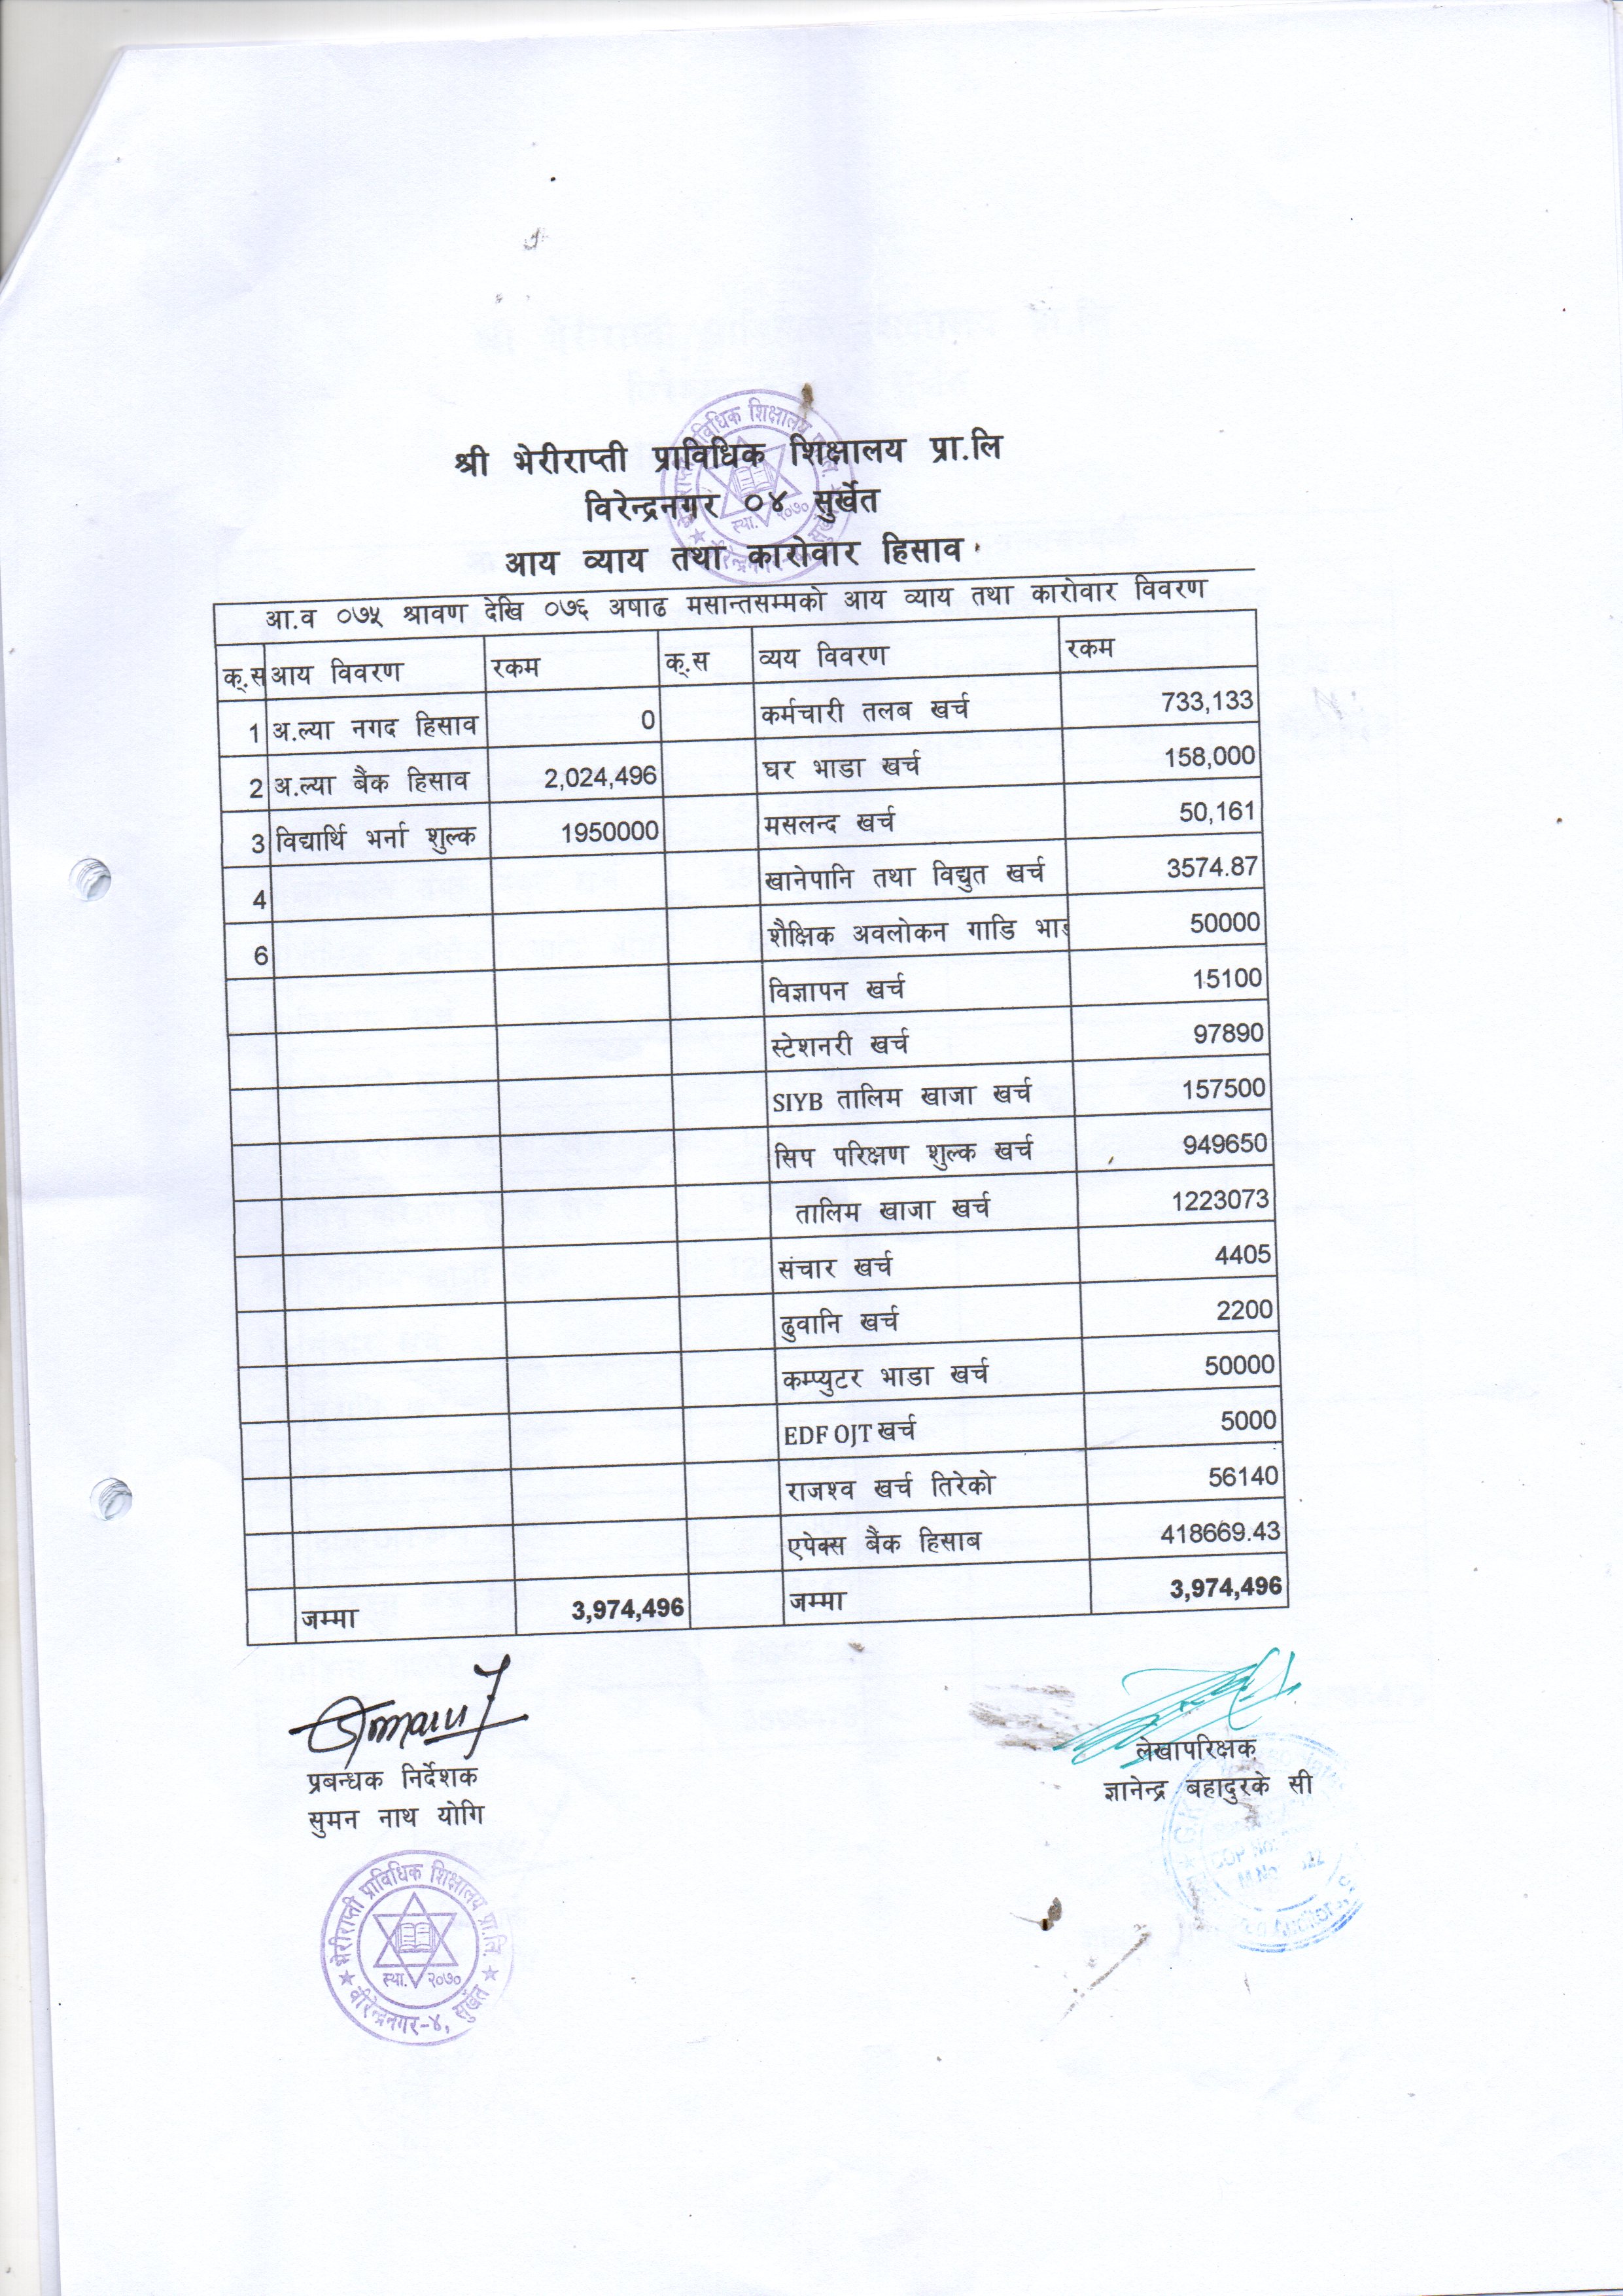 श्री भेरीराप्ती प्राविधिक शिक्षालय प्रा.लि
विरेन्द्रनगर ०४ सुर्खेत
आय व्याय तथा कारोवार हिसाव
आ.व ०७५ श्रावण देखि ०७६ अषाढ मसान्तसम्मको आय व्याय तथा कारोवार विवरण
क्.स आय विवरण रकम क्.स व्यय विवरण रकम
1 अ.ल्या नगद हिसाव 0 कर्मचारी तलब खर्च 733,133
2 अ.ल्या बैंक हिसाव 2,024,496 घर भाडा खर्च 158,000
3 विद्यार्थि भर्ना शुल्क 1950000 मसलन्द खर्च 50,161
4 खानेपानि तथा विद्युत खर्च 3574.87
6 शैक्षिक अवलोकन गाडि भाड 50000
विज्ञापन खर्च 15100
स्टेशनरी खर्च 97890
SIYB तालिम खाजा खर्च 157500
सिप परिक्षण शुल्क खर्च 949650
तालिम खाजा खर्च 1223073
संचार खर्च 4405
ढुवानि खर्च 2200
कम्प्युटर भाडा खर्च 50000
EDF OJT खर्च 5000
राजश्व खर्च तिरेको 56140
एपेक्स बैंक हिसाब 418669.43
जम्मा 3,974,496 जम्मा 3,974,496
प्रबन्धक निर्देशक
सुमन नाथ योगि
लेखापरिक्षक
ज्ञानेन्द्र बहादुरके सी
भेरीराप्ती प्राविधिक शिक्षालय प्रा.लि.
स्था. २०७०
वीरेन्द्रनगर-४, सुर्खेत